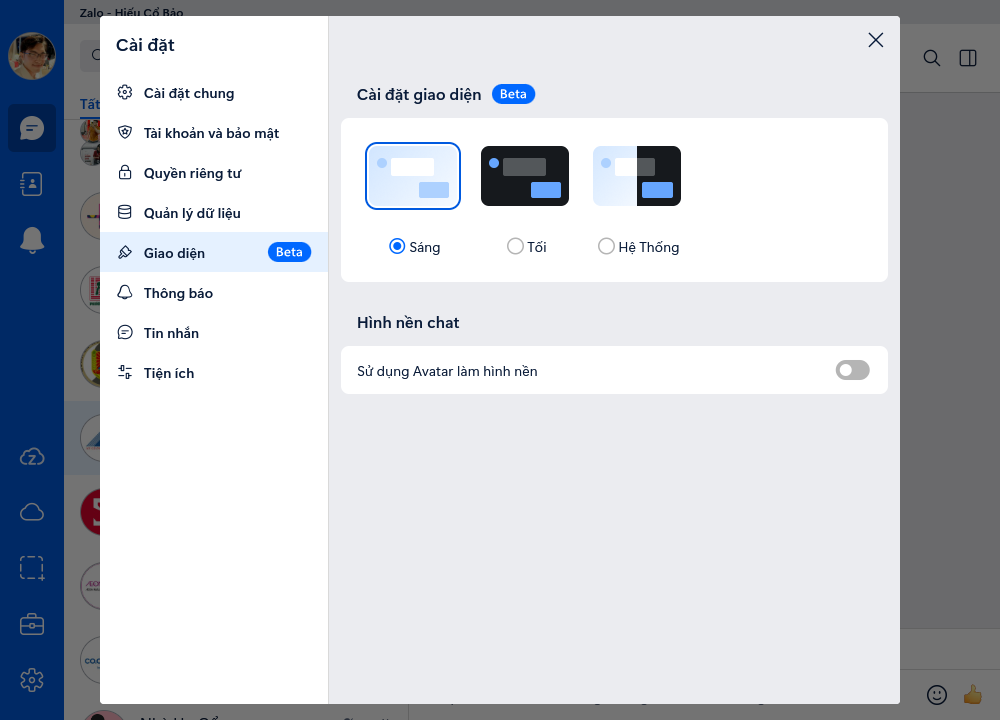 Zalo - Hiếu Cổ Bảo
Cài đặt
Tất
Cài đặt chung
Tài khoản và bảo mật
Quyền riêng tư
Quản lý dữ liệu
Giao diện
Beta
Thông báo
Tin nhắn
Tiện ích
Cài đặt giao diện
Beta
Sáng
Tối
Hệ Thống
Hình nền chat
Sử dụng Avatar làm hình nền